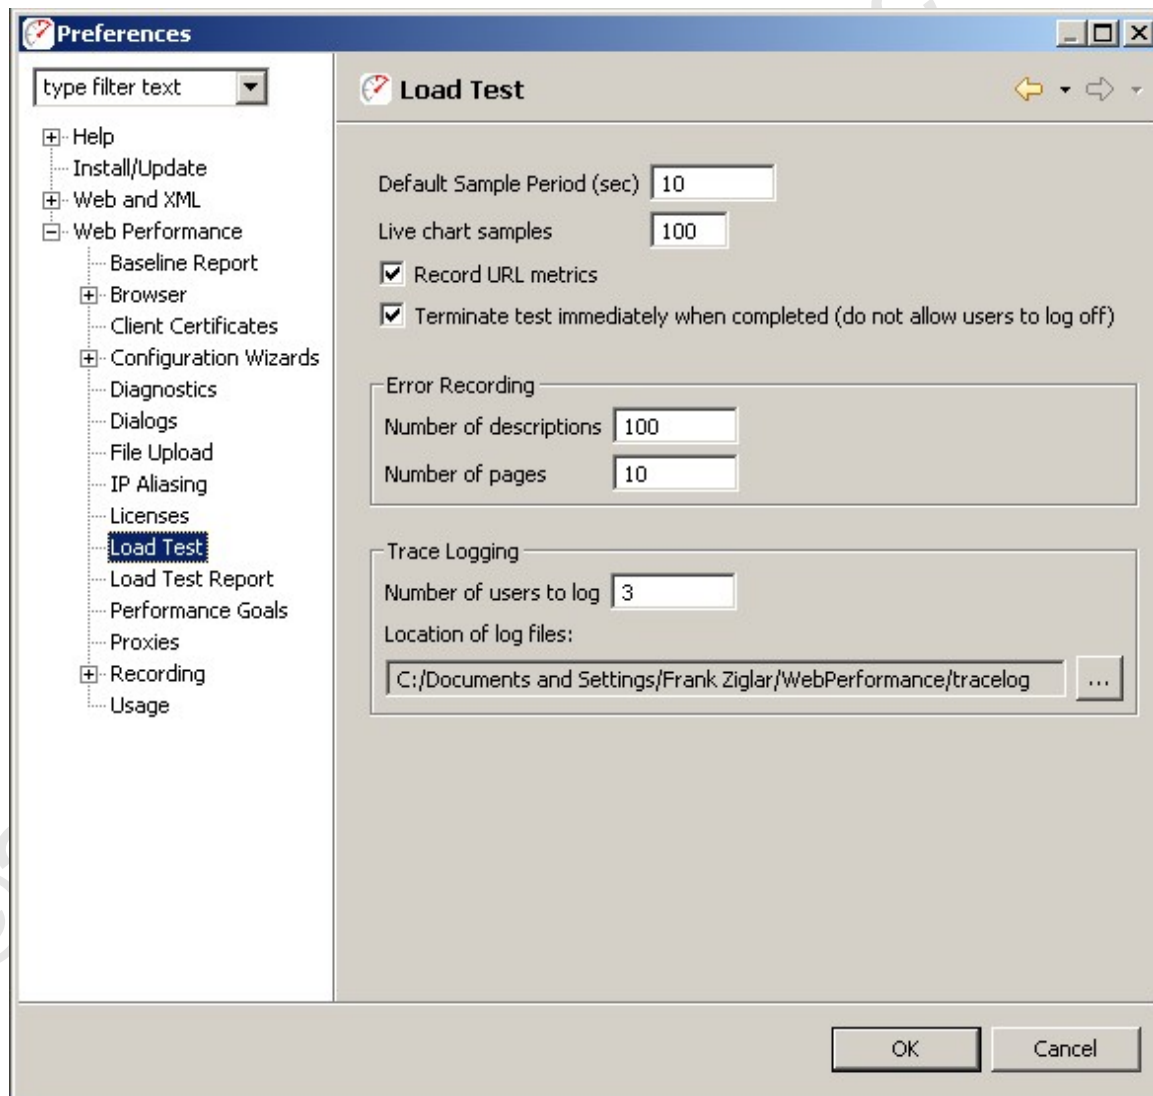 Preferences
type filter text
Help
Install/Update
Web and XML
Web Performance
Baseline Report
Browser
Client Certificates
Configuration Wizards
Diagnostics
Dialogs
File Upload
IP Aliasing
Licenses
Load Test
Load Test Report
Performance Goals
Proxies
Recording
Usage
Load Test
Default Sample Period (sec) 10
Live chart samples 100
Record URL metrics
Terminate test immediately when completed (do not allow users to log off)
Error Recording
Number of descriptions 100
Number of pages 10
Trace Logging
Number of users to log 3
Location of log files:
C:/Documents and Settings/Frank Ziglar/WebPerformance/tracelog ...
OK Cancel